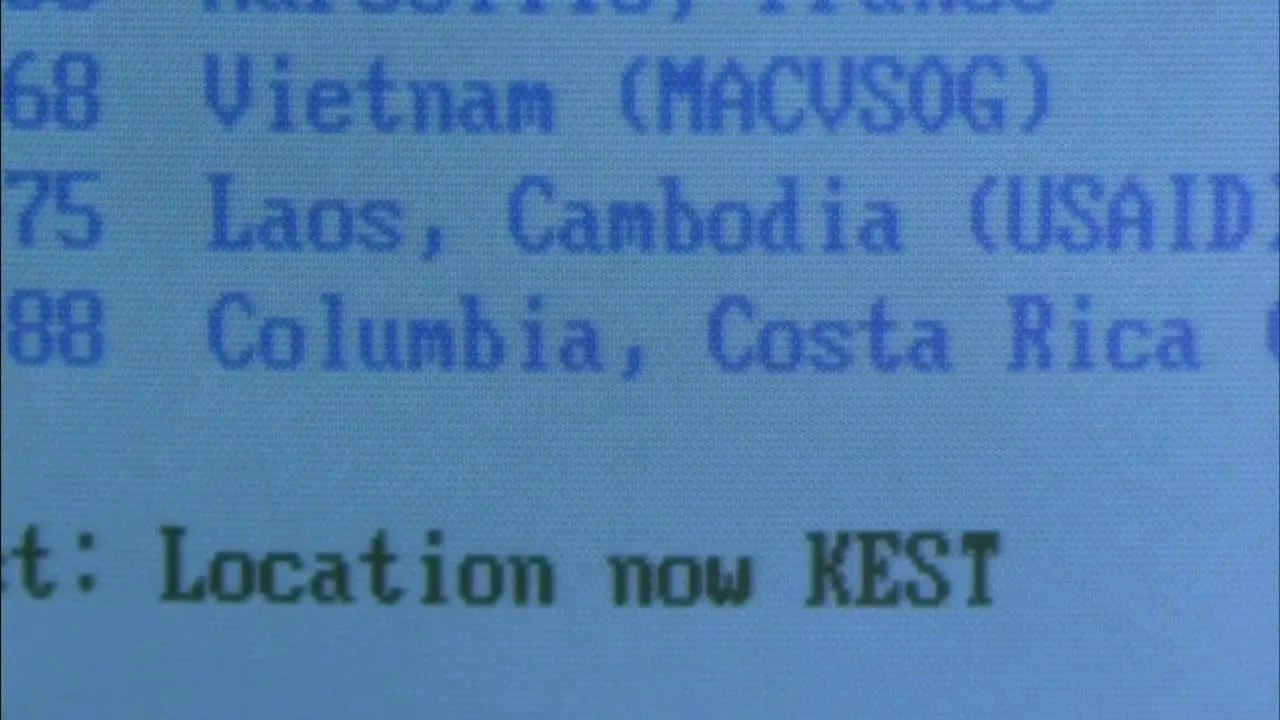 68 Vietnam (MACVSOG)
75 Laos, Cambodia (USAID)
88 Columbia, Costa Rica (
t: Location now KEST